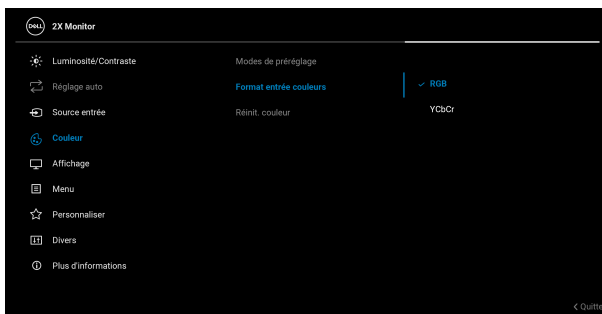 DELL 2X Monitor
Luminosité/Contraste Modes de préréglage
Réglage auto Format entrée couleurs ✓ RGB
Source entrée Réinit. couleur YCbCr
Couleur
Affichage
Menu
Personnaliser
Divers
Plus d'informations
< Quitte